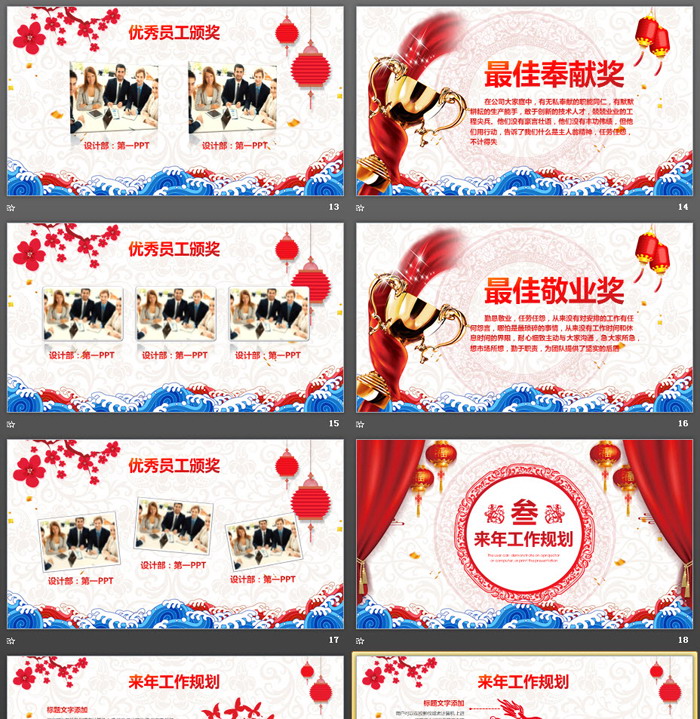 优秀员工颁奖
设计部：第一PPT
设计部：第一PPT
13
最佳奉献奖
在公司大家庭中，有无私奉献的职能同仁，有默默
耕耘的生产能手，敢于创新的技术人才，兢兢业业的工
程尖兵。他们没有豪言壮语，他们没有丰功伟绩，但他
们用行动，告诉了我们什么是主人翁精神，任劳任怨，
不计得失
14
优秀员工颁奖
设计部：第一PPT
设计部：第一PPT
设计部：第一PPT
15
最佳敬业奖
勤恳敬业，任劳任怨，从来没有对安排的工作有任
何怨言，哪怕是最琐碎的事情，从来没有工作时间和休
息时间的界限，耐心细致主动与大家沟通，急大家所急，
想市场所想，勤于职责，为团队提供了坚实的后盾
16
优秀员工颁奖
设计部：第一PPT
设计部：第一PPT
设计部：第一PPT
17
叁
来年工作规划
18
来年工作规划
标题文字添加
来年工作规划
标题文字添加